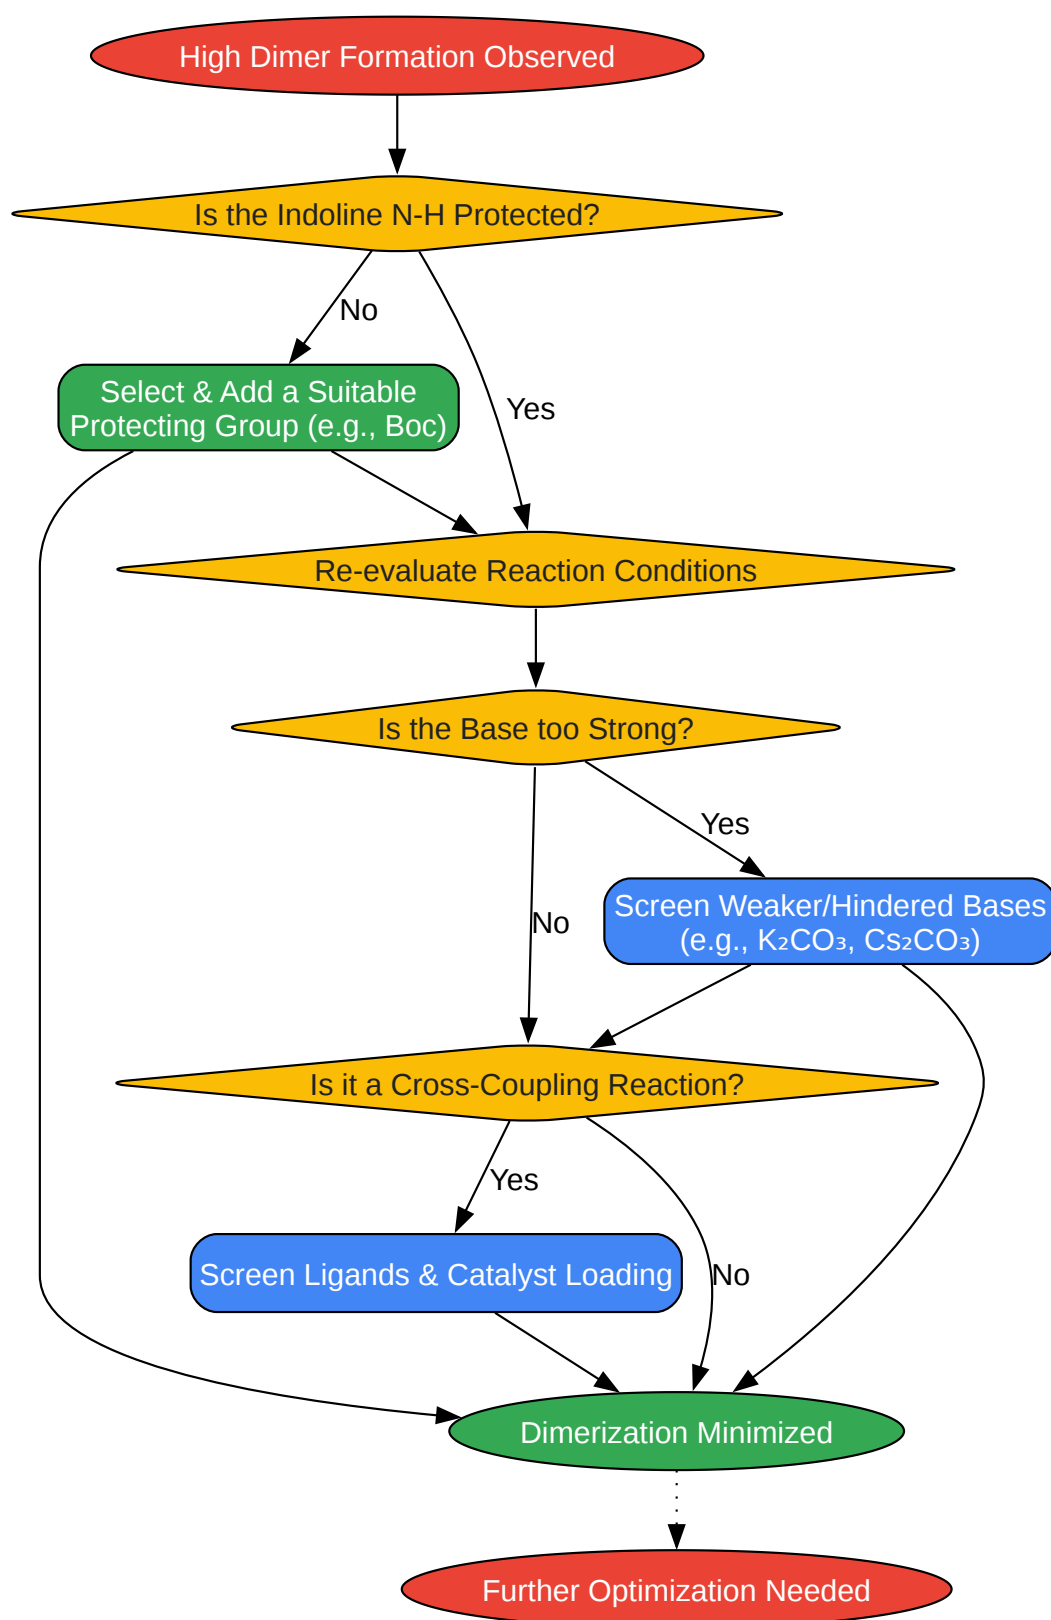 High Dimer Formation Observed
Is the Indoline N-H Protected?
No
Select & Add a Suitable
Protecting Group (e.g., Boc)
Yes
Re-evaluate Reaction Conditions
Is the Base too Strong?
Yes
Screen Weaker/Hindered Bases
(e.g., K₂CO₃, Cs₂CO₃)
No
Is it a Cross-Coupling Reaction?
Yes
Screen Ligands & Catalyst Loading
No
Dimerization Minimized
Further Optimization Needed